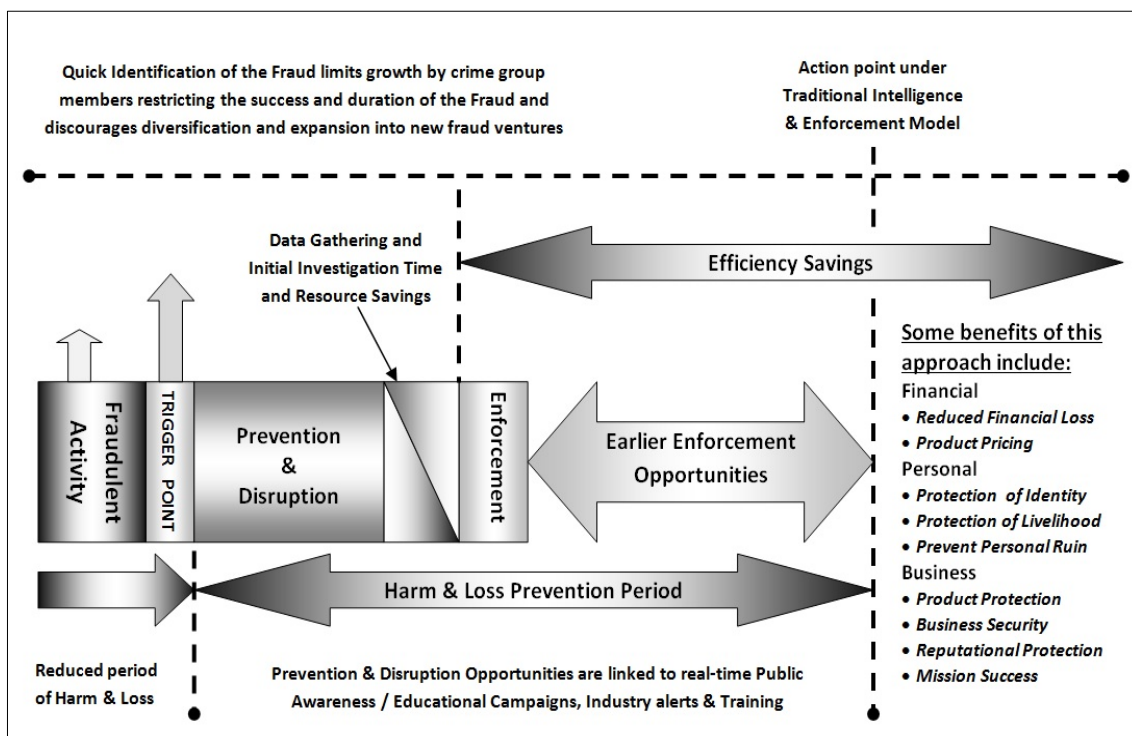 Quick Identification of the Fraud limits growth by crime group
members restricting the success and duration of the Fraud and
discourages diversification and expansion into new fraud ventures
Action point under
Traditional Intelligence
& Enforcement Model
Data Gathering and
Initial Investigation Time
and Resource Savings
Efficiency Savings
Fraudulent
Activity
TRIGGER POINT
Prevention
&
Disruption
Enforcement
Earlier Enforcement
Opportunities
Harm & Loss Prevention Period
Reduced period
of Harm & Loss
Prevention & Disruption Opportunities are linked to real-time Public
Awareness / Educational Campaigns, Industry alerts & Training
Some benefits of this
approach include:
Financial
• Reduced Financial Loss
• Product Pricing
Personal
• Protection of Identity
• Protection of Livelihood
• Prevent Personal Ruin
Business
• Product Protection
• Business Security
• Reputational Protection
• Mission Success